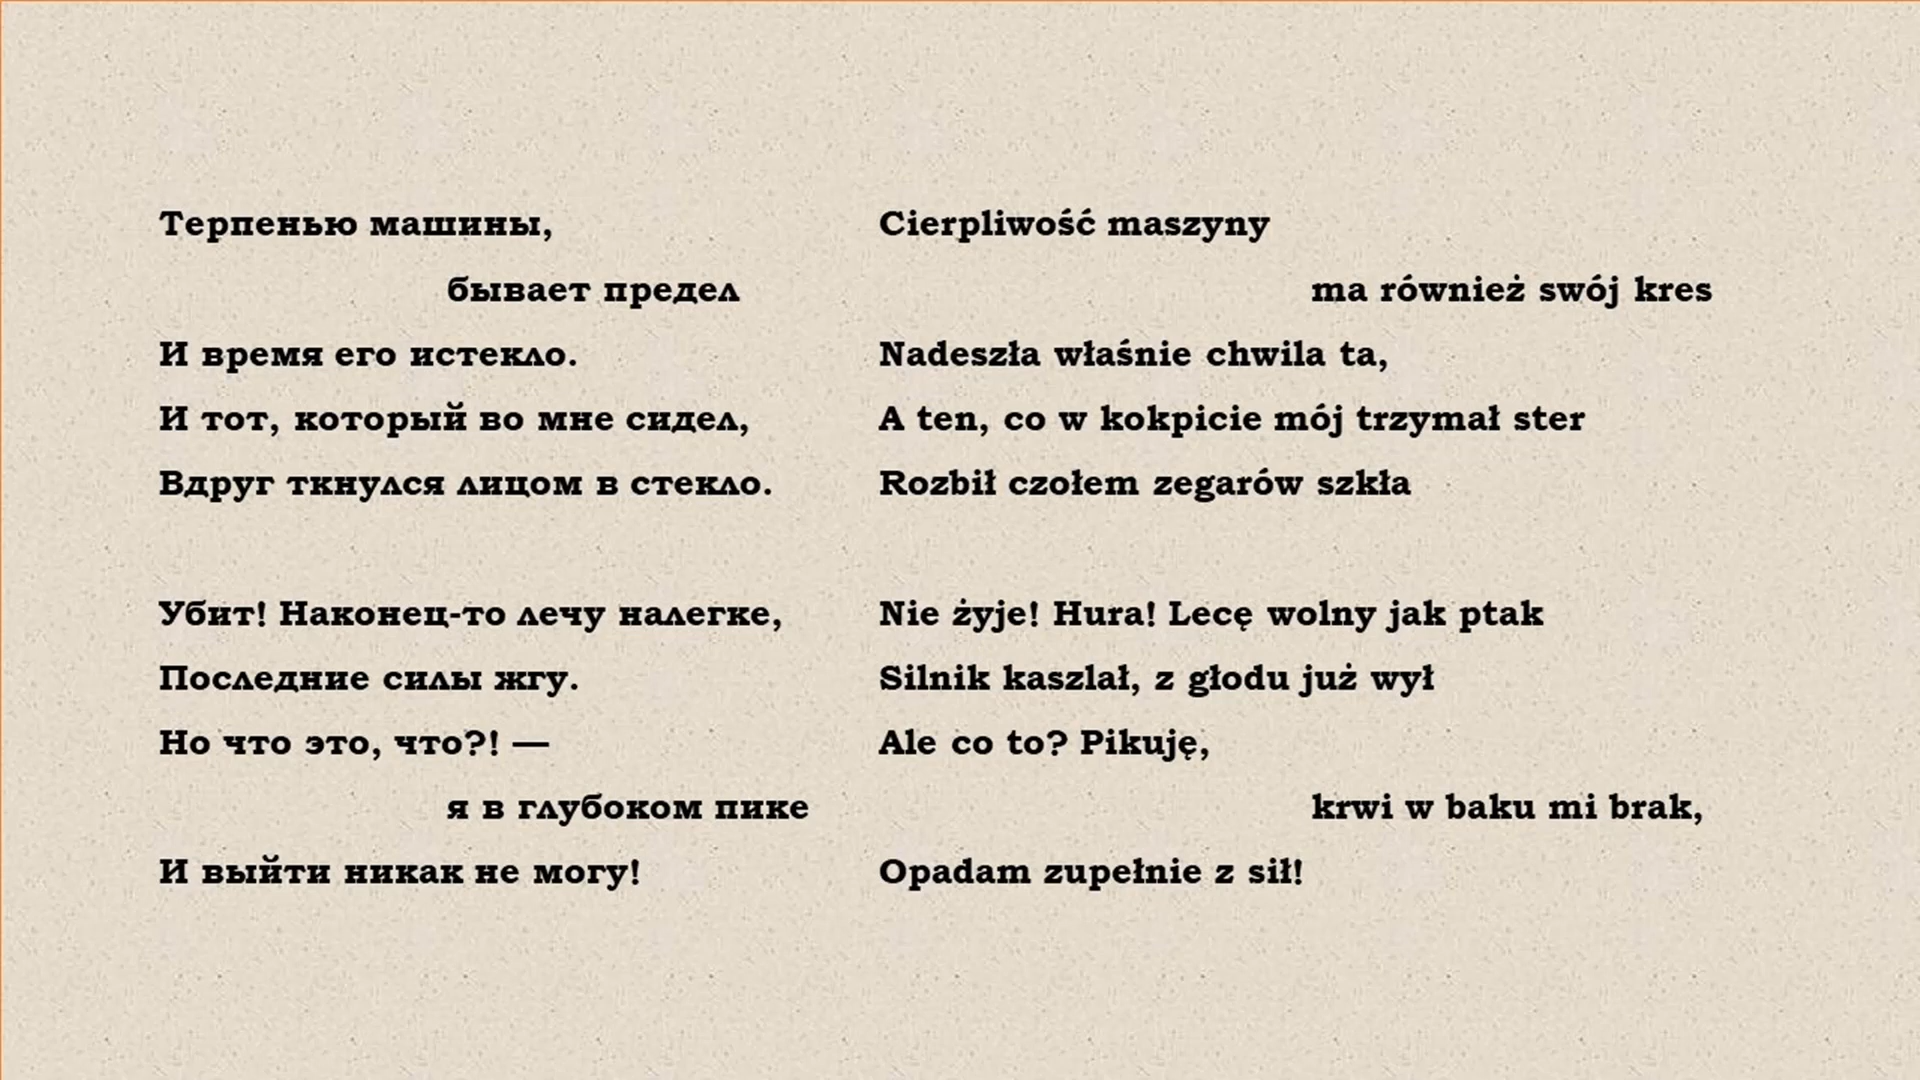 Терпенью машины,
бывает предел
И время его истекло.
И тот, который во мне сидел,
Вдруг ткнулся лицом в стекло.
Убит! Наконец-то лечу налегке,
Последние силы жгу.
Но что это, что?! —
я в глубоком пике
И выйти никак не могу!
Cierpliwość maszyny
ma również swój kres
Nadeszła właśnie chwila ta,
A ten, co w kokpicie mój trzymał ster
Rozbił czołem zegarów szkła
Nie żyje! Hura! Lecę wolny jak ptak
Silnik kaszlał, z głodu już wył
Ale co to? Pikuję,
krwi w baku mi brak,
Opadam zupełnie z sił!